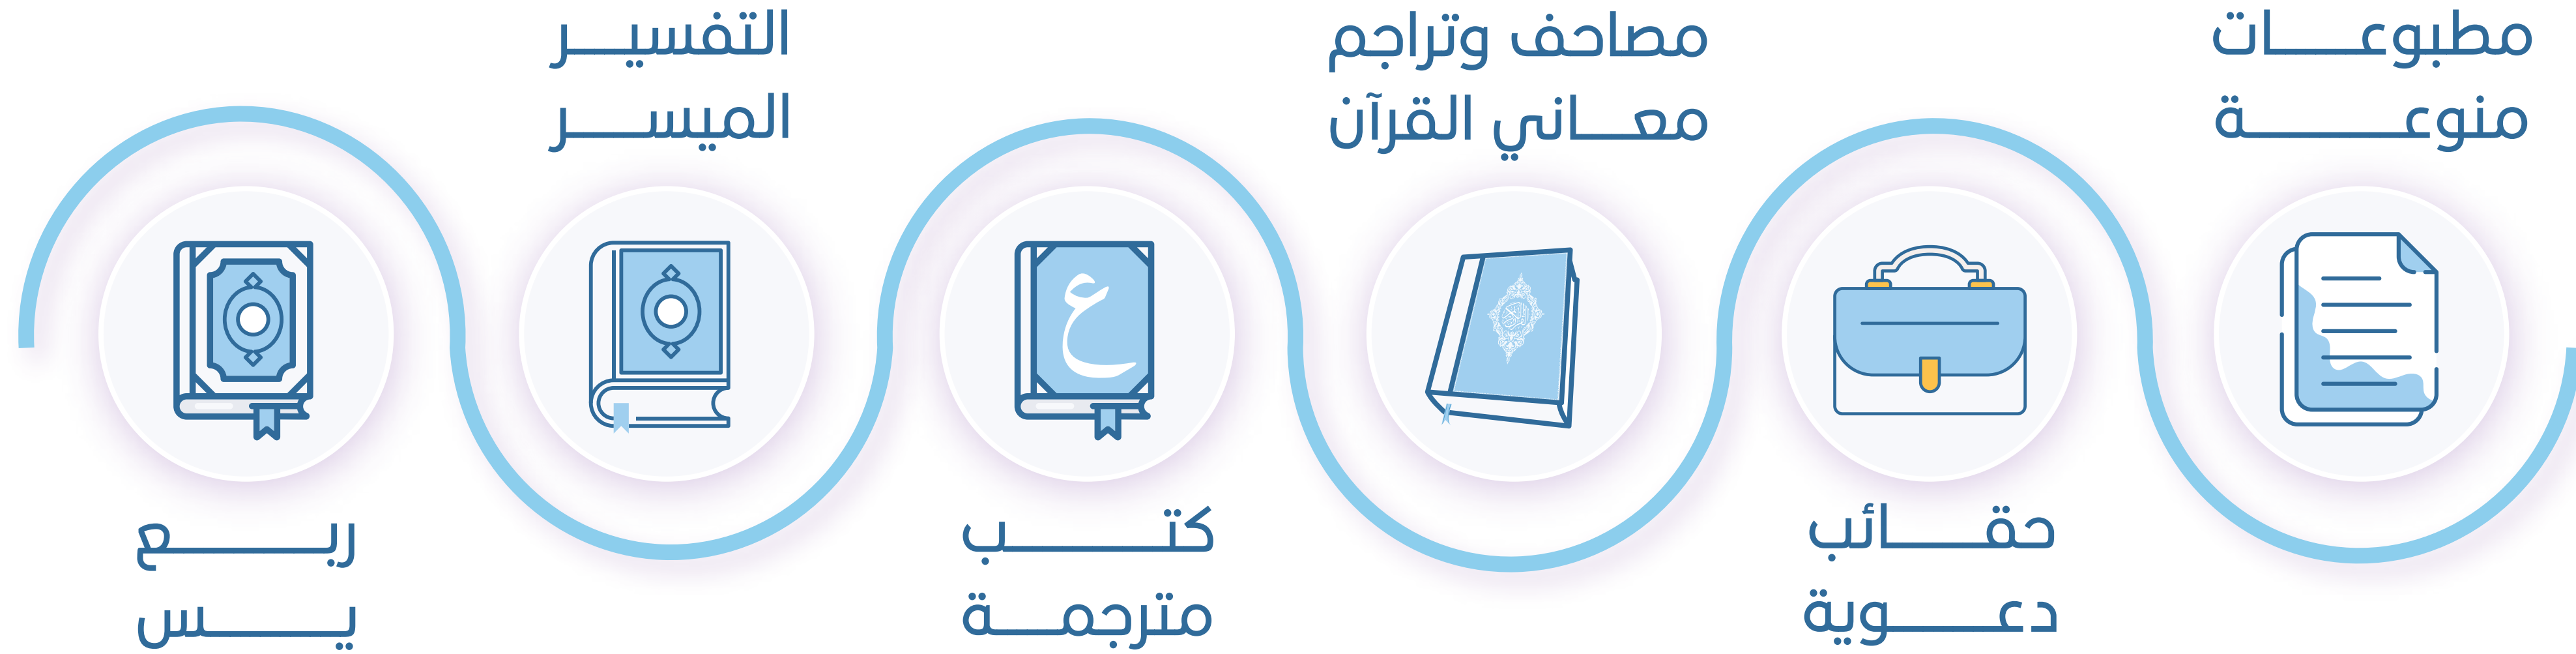 مطبوعات
منوعة
حقائب
دعوية
مصاحف وتراجم
معاني القرآن
كتب
مترجمة
التفسير
الميسر
ربع
يس
ع